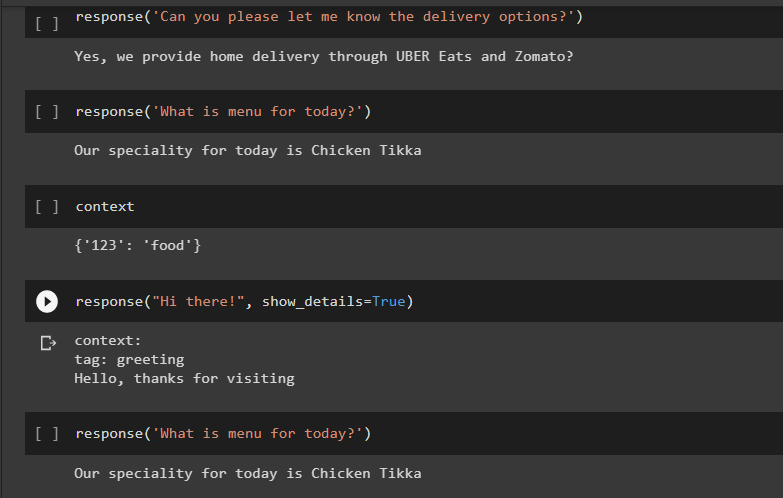 [ ] response('Can you please let me know the delivery options?')
Yes, we provide home delivery through UBER Eats and Zomato?
[ ] response('What is menu for today?')
Our speciality for today is Chicken Tikka
[ ] context
{'123': 'food'}
response("Hi there!", show_details=True)
context:
tag: greeting
Hello, thanks for visiting
[ ] response('What is menu for today?')
Our speciality for today is Chicken Tikka